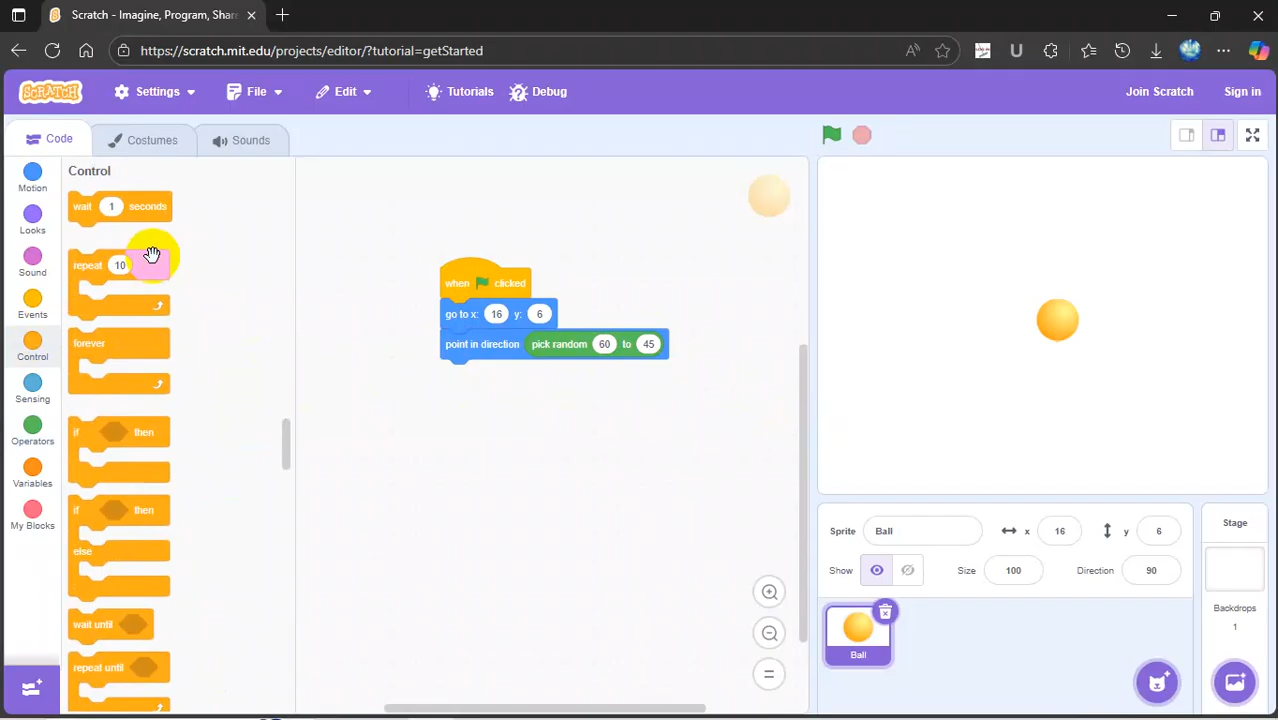 Scratch - Imagine, Program, Shar
https://scratch.mit.edu/projects/editor/?tutorial=getStarted
SCRATCH
Settings
File
Edit
Tutorials
Debug
Join Scratch
Sign in
Code
Costumes
Sounds
Motion
Looks
Sound
Events
Control
Sensing
Operators
Variables
My Blocks
Control
wait 1 seconds
repeat 10
forever
if then
if then
else
wait until
repeat until
when clicked
go to x: 16 y: 6
point in direction pick random 60 to 45
Sprite Ball x 16 y 6
Show Size 100 Direction 90
Ball
Stage
Backdrops
1